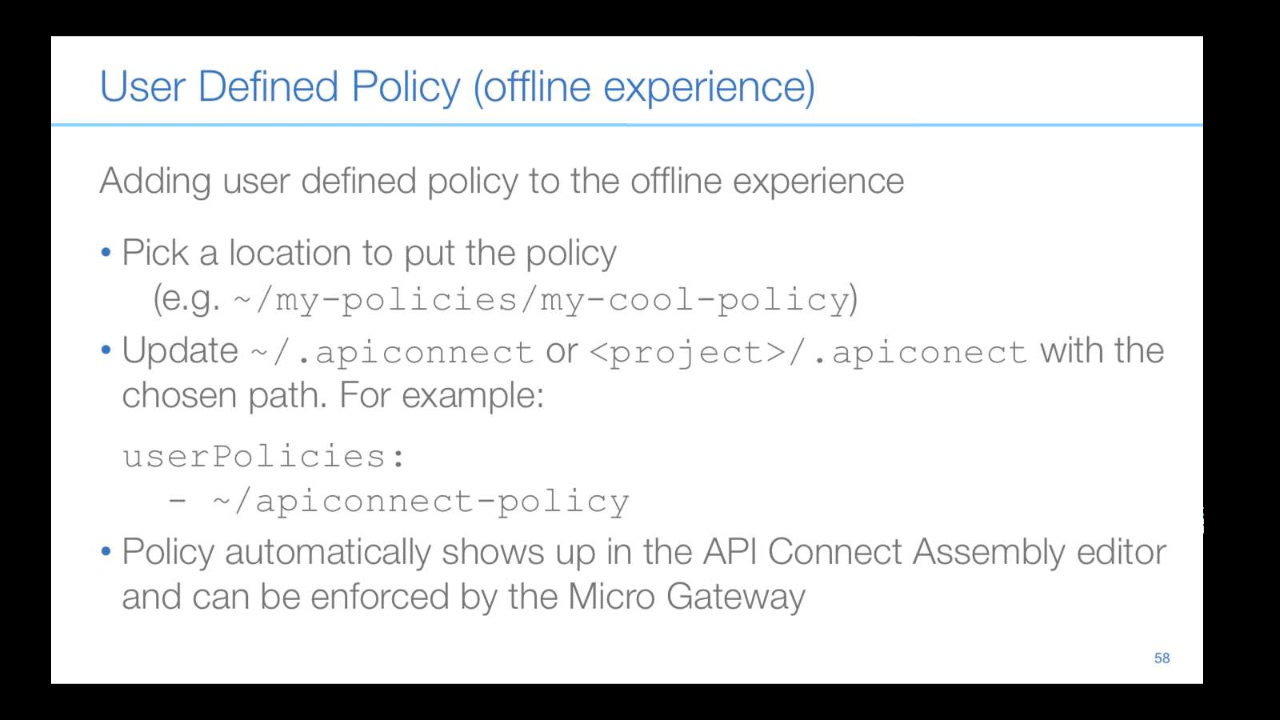 User Defined Policy (offline experience)
Adding user defined policy to the offline experience
• Pick a location to put the policy
(e.g. ~/my-policies/my-cool-policy)
• Update ~/.apiconnect or <project>/.apiconect with the
chosen path. For example:
userPolicies:
- ~/apiconnect-policy
• Policy automatically shows up in the API Connect Assembly editor
and can be enforced by the Micro Gateway
58